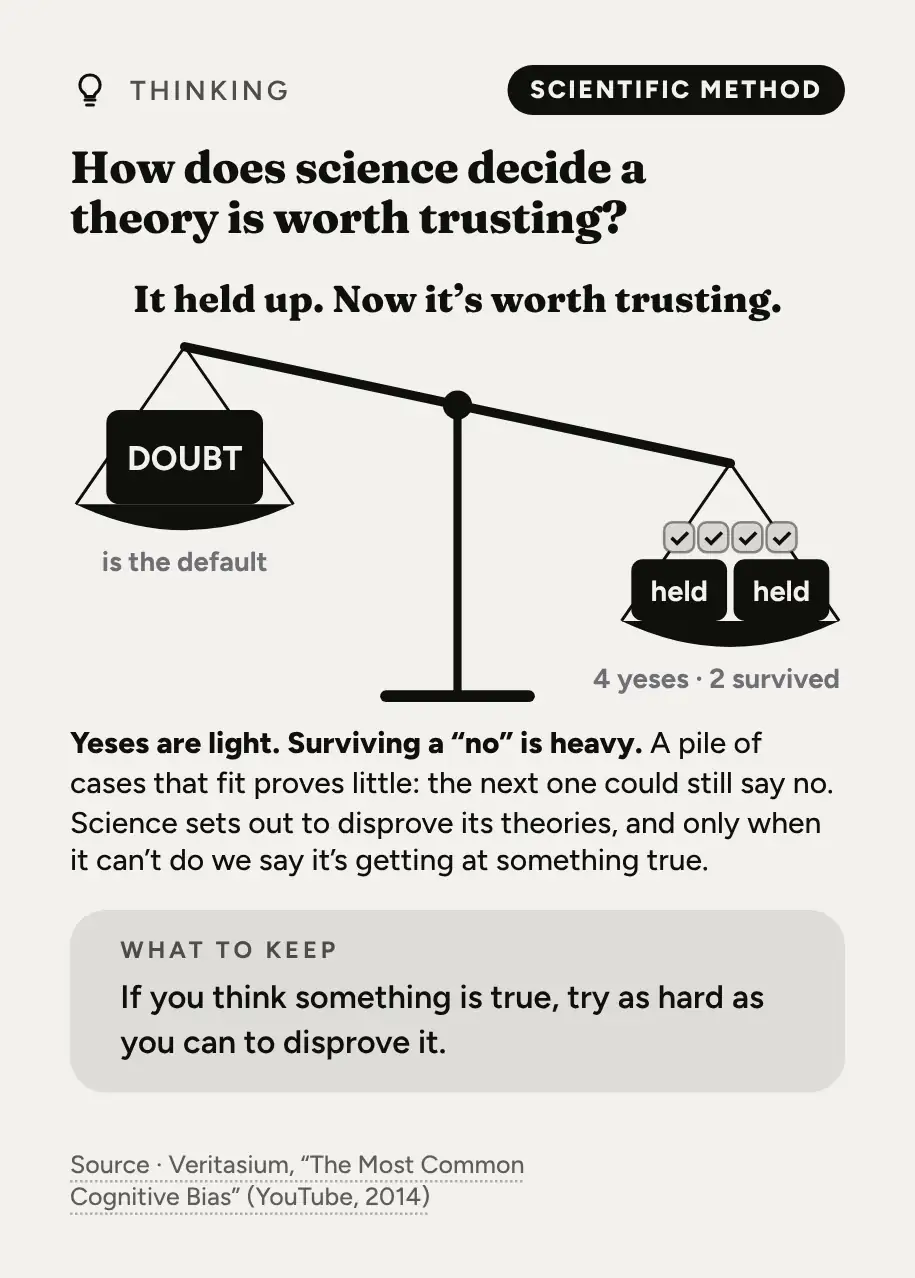 THINKING
SCIENTIFIC METHOD
How does science decide a
theory is worth trusting?
It held up. Now it’s worth trusting.
DOUBT
is the default
held held
4 yeses · 2 survived
Yeses are light. Surviving a “no” is heavy. A pile of
cases that fit proves little: the next one could still say no.
Science sets out to disprove its theories, and only when
it can’t do we say it’s getting at something true.
WHAT TO KEEP
If you think something is true, try as hard as
you can to disprove it.
Source · Veritasium, “The Most Common
Cognitive Bias” (YouTube, 2014)